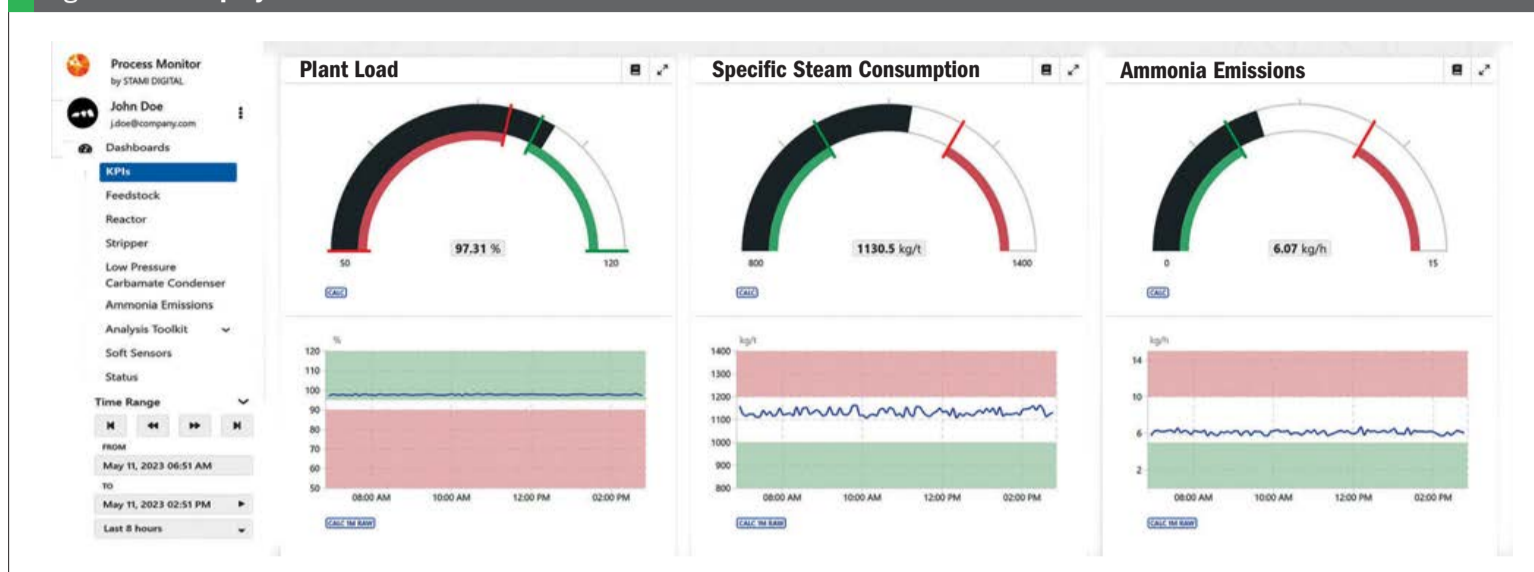 Process Monitor
by STAMI DIGITAL
John Doe
j.doe@company.com
Dashboards
KPIs
Feedstock
Reactor
Stripper
Low Pressure
Carbamate Condenser
Ammonia Emissions
Analysis Toolkit
Soft Sensors
Status
Time Range
FROM
May 11, 2023 06:51 AM
TO
May 11, 2023 02:51 PM
Last 8 hours
Plant Load
50
97.31 %
120
CALC
%
120
110
100
90
80
70
60
50
08:00 AM 10:00 AM 12:00 PM 02:00 PM
CALC 1M RAW
Specific Steam Consumption
800
1130.5 kg/t
1400
CALC
kg/t
1400
1300
1200
1100
1000
900
800
08:00 AM 10:00 AM 12:00 PM 02:00 PM
CALC 1M RAW
Ammonia Emissions
0
6.07 kg/h
15
CALC
kg/h
14
10
6
2
08:00 AM 10:00 AM 12:00 PM 02:00 PM
CALC 1M RAW